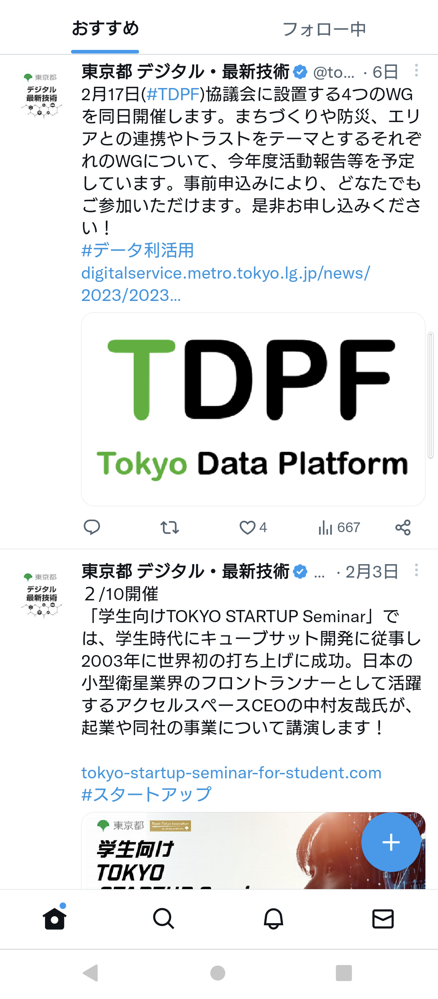 おすすめ
フォロー中
東京都 デジタル・最新技術 @to... · 6日
2月17日(#TDPF)協議会に設置する4つのWG
を同日開催します。まちづくりや防災、エリ
アとの連携やトラストをテーマとするそれぞ
れのWGについて、今年度活動報告等を予定
しています。事前申込みにより、どなたでも
ご参加いただけます。是非お申し込みくださ
い！
#データ利活用
digitalservice.metro.tokyo.lg.jp/news/
2023/2023...
東京都
デジタル
最新技術
TDPF
Tokyo Data Platform
4
667
東京都 デジタル・最新技術 ... · 2月3日
２/10開催
「学生向けTOKYO STARTUP Seminar」で
は、学生時代にキューブサット開発に従事し
2003年に世界初の打ち上げに成功。日本の
小型衛星業界のフロントランナーとして活躍
するアクセルスペースCEOの中村友哉氏が、
起業や同社の事業について講演します！
tokyo-startup-seminar-for-student.com
#スタートアップ
東京都
デジタル
最新技術
東京都
Team Tokyo Innovation
for All the STARTUPS
学生向け
TOKYO